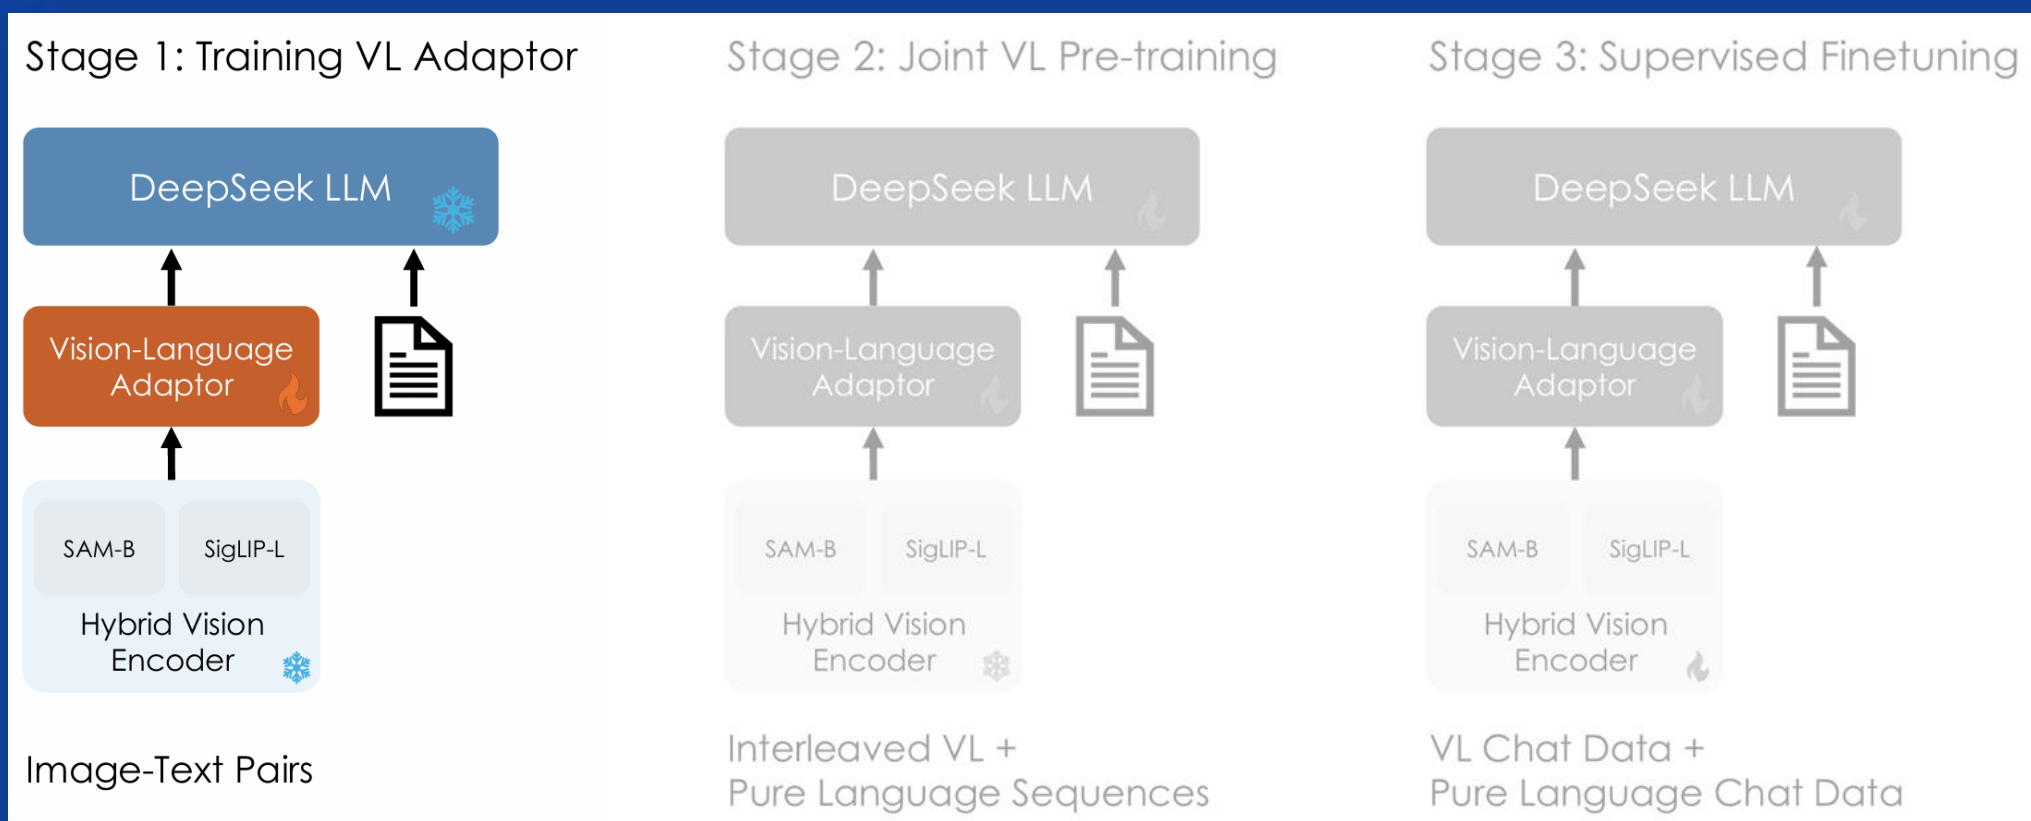 Stage 1: Training VL Adaptor
DeepSeek LLM
Vision-Language
Adaptor
SAM-B
SigLIP-L
Hybrid Vision
Encoder
Image-Text Pairs
Stage 2: Joint VL Pre-training
DeepSeek LLM
Vision-Language
Adaptor
SAM-B
SigLIP-L
Hybrid Vision
Encoder
Interleaved VL +
Pure Language Sequences
Stage 3: Supervised Finetuning
DeepSeek LLM
Vision-Language
Adaptor
SAM-B
SigLIP-L
Hybrid Vision
Encoder
VL Chat Data +
Pure Language Chat Data